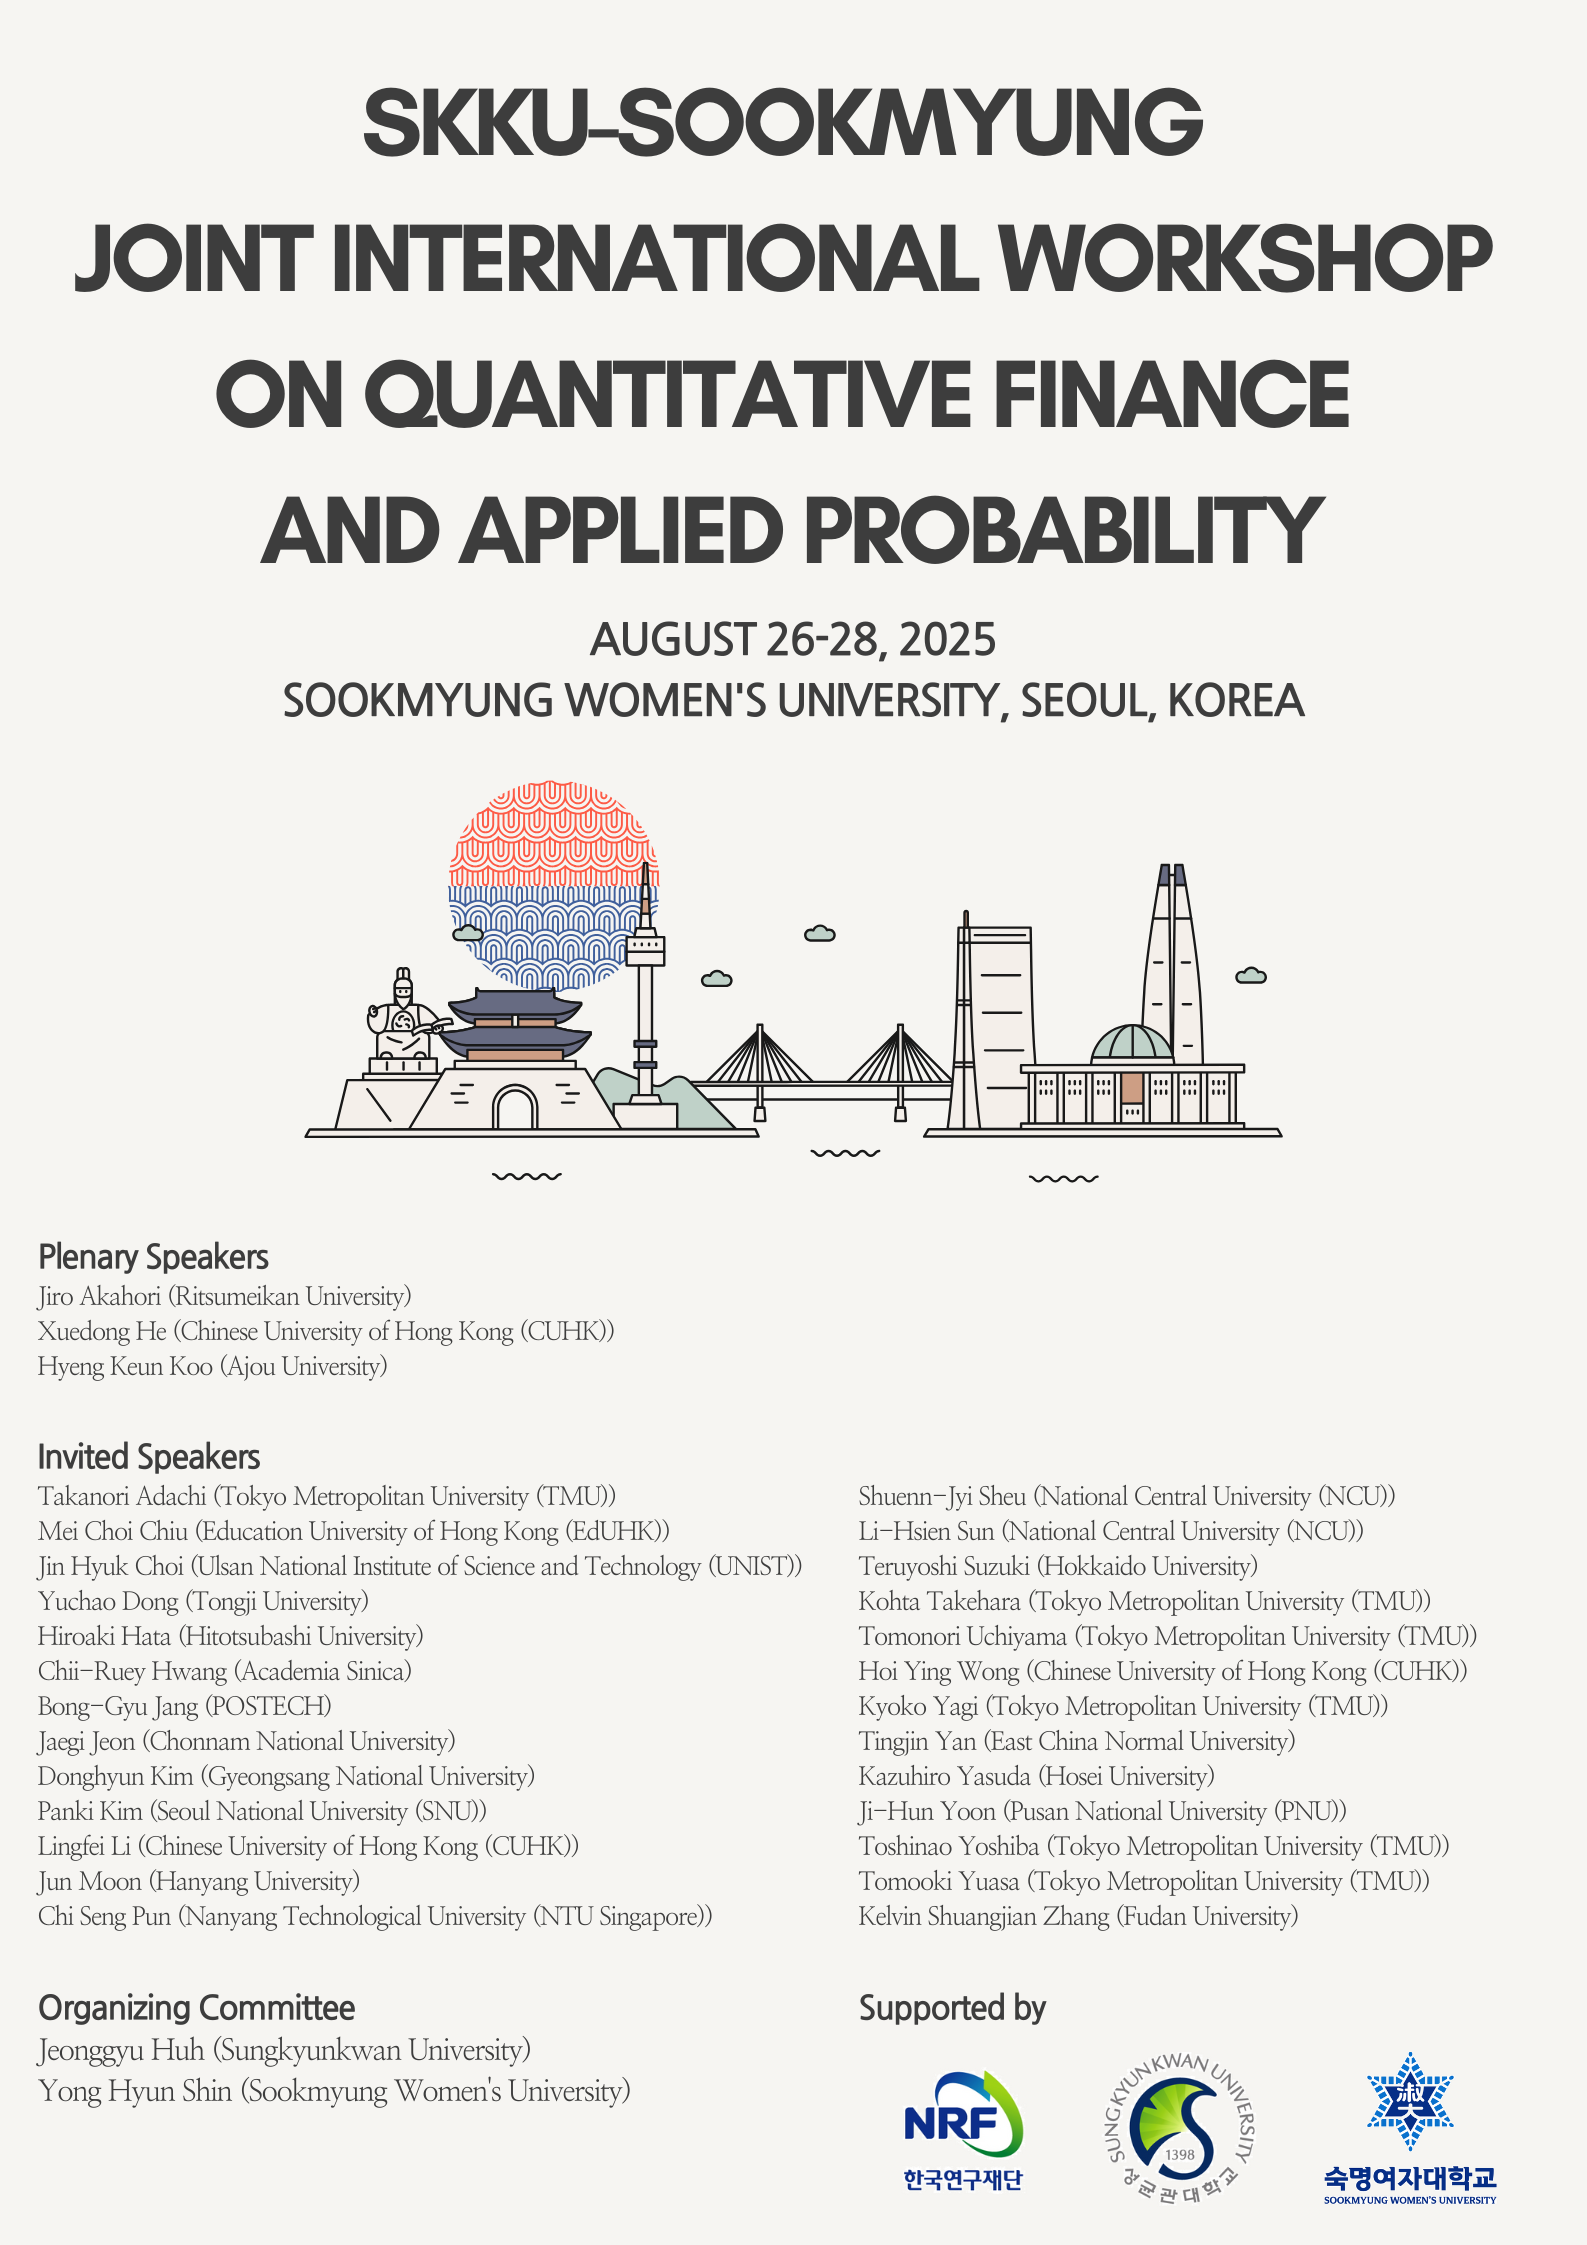 SKKU–SOOKMYUNG
JOINT INTERNATIONAL WORKSHOP
ON QUANTITATIVE FINANCE
AND APPLIED PROBABILITY
AUGUST 26-28, 2025
SOOKMYUNG WOMEN'S UNIVERSITY, SEOUL, KOREA
Plenary Speakers
Jiro Akahori (Ritsumeikan University)
Xuedong He (Chinese University of Hong Kong (CUHK))
Hyeng Keun Koo (Ajou University)
Invited Speakers
Takanori Adachi (Tokyo Metropolitan University (TMU))
Mei Choi Chiu (Education University of Hong Kong (EdUHK))
Jin Hyuk Choi (Ulsan National Institute of Science and Technology (UNIST))
Yuchao Dong (Tongji University)
Hiroaki Hata (Hitotsubashi University)
Chii-Ruey Hwang (Academia Sinica)
Bong-Gyu Jang (POSTECH)
Jaegi Jeon (Chonnam National University)
Donghyun Kim (Gyeongsang National University)
Panki Kim (Seoul National University (SNU))
Lingfei Li (Chinese University of Hong Kong (CUHK))
Jun Moon (Hanyang University)
Chi Seng Pun (Nanyang Technological University (NTU Singapore))
Shuenn-Jyi Sheu (National Central University (NCU))
Li-Hsien Sun (National Central University (NCU))
Teruyoshi Suzuki (Hokkaido University)
Kohta Takehara (Tokyo Metropolitan University (TMU))
Tomonori Uchiyama (Tokyo Metropolitan University (TMU))
Hoi Ying Wong (Chinese University of Hong Kong (CUHK))
Kyoko Yagi (Tokyo Metropolitan University (TMU))
Tingjin Yan (East China Normal University)
Kazuhiro Yasuda (Hosei University)
Ji-Hun Yoon (Pusan National University (PNU))
Toshinao Yoshiba (Tokyo Metropolitan University (TMU))
Tomooki Yuasa (Tokyo Metropolitan University (TMU))
Kelvin Shuangjian Zhang (Fudan University)
Organizing Committee
Jeonggyu Huh (Sungkyunkwan University)
Yong Hyun Shin (Sookmyung Women's University)
Supported by
NRF
한국연구재단
SUNGKYUNKWAN UNIVERSITY
1398
성균관대학교
淑大
숙명여자대학교
SOOKMYUNG WOMEN'S UNIVERSITY